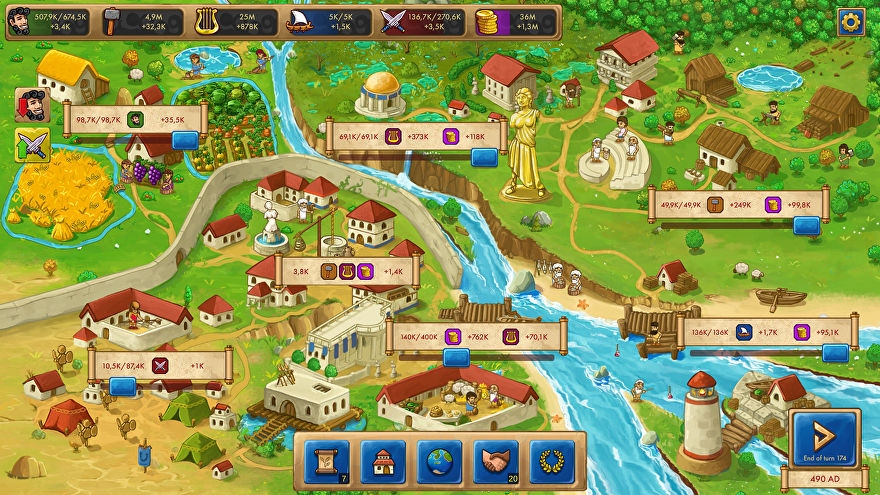 507,9K/674,5K
+3,4K
4,9M
+32,3K
25M
+878K
5K/5K
+1,5K
136,7K/270,6K
+3,5K
36M
+1,3M
98,7K/98,7K +35,5K
69,1K/69,1K +373K +118K
49,9K/49,9K +249K +99,8K
3,8K +1,4K
140K/400K +762K +70,1K
136K/136K +1,7K +95,1K
10,5K/87,4K +1K
7
20
End of turn 174
490 AD